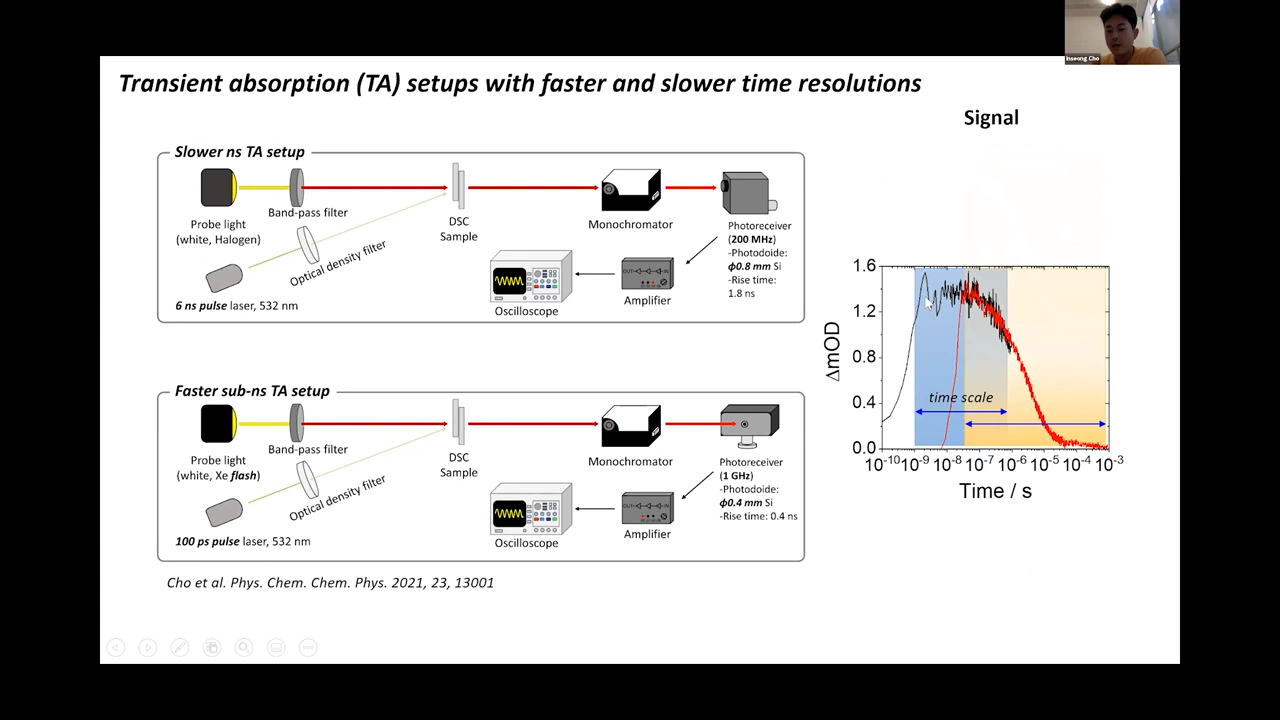 Inseong Cho
Transient absorption (TA) setups with faster and slower time resolutions
Signal
Slower ns TA setup
Probe light
(white, Halogen)
Band-pass filter
Optical density filter
6 ns pulse laser, 532 nm
DSC
Sample
Monochromator
Photoreceiver
(200 MHz)
-Photodoide:
ϕ0.8 mm Si
-Rise time:
1.8 ns
OUT
IN
Amplifier
Oscilloscope
Faster sub-ns TA setup
Probe light
(white, Xe flash)
Band-pass filter
Optical density filter
100 ps pulse laser, 532 nm
DSC
Sample
Monochromator
Photoreceiver
(1 GHz)
-Photodoide:
ϕ0.4 mm Si
-Rise time: 0.4 ns
OUT
IN
Amplifier
Oscilloscope
1.6
1.2
0.8
0.4
0.0
ΔmOD
time scale
10⁻¹⁰ 10⁻⁹ 10⁻⁸ 10⁻⁷ 10⁻⁶ 10⁻⁵ 10⁻⁴ 10⁻³
Time / s
Cho et al. Phys. Chem. Chem. Phys. 2021, 23, 13001